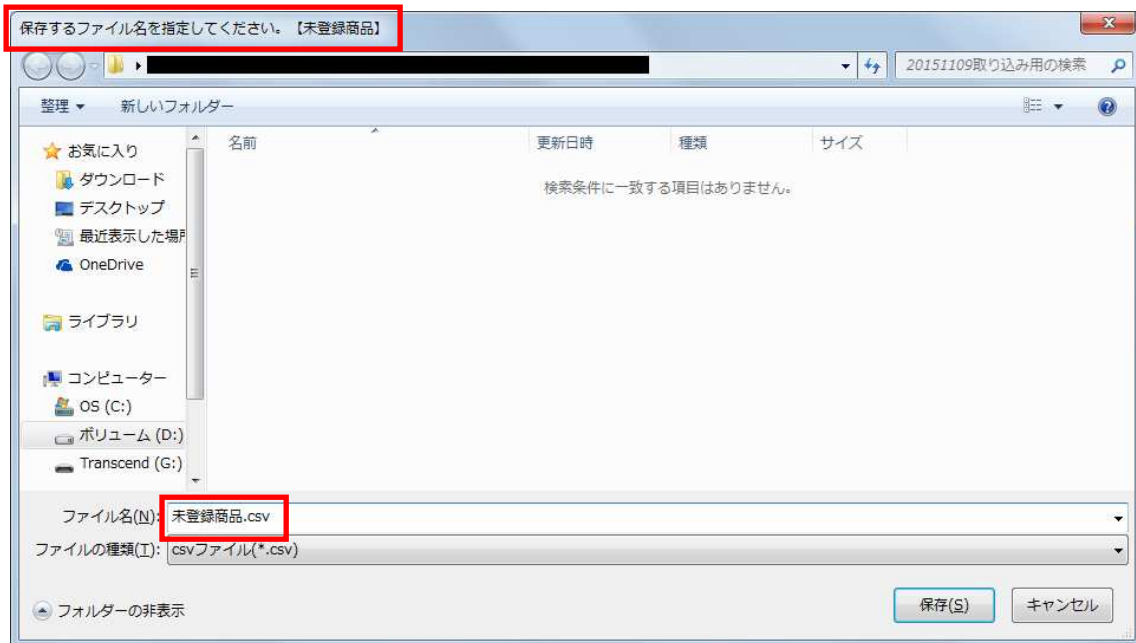 保存するファイル名を指定してください。【未登録商品】
20151109取り込み用の検索
整理 新しいフォルダー
名前 更新日時 種類 サイズ
検索条件に一致する項目はありません。
お気に入り
ダウンロード
デスクトップ
最近表示した場所
OneDrive
ライブラリ
コンピューター
OS (C:)
ボリューム (D:)
Transcend (G:)
ファイル名(N): 未登録商品.csv
ファイルの種類(T): csvファイル(*.csv)
フォルダーの非表示 保存(S) キャンセル